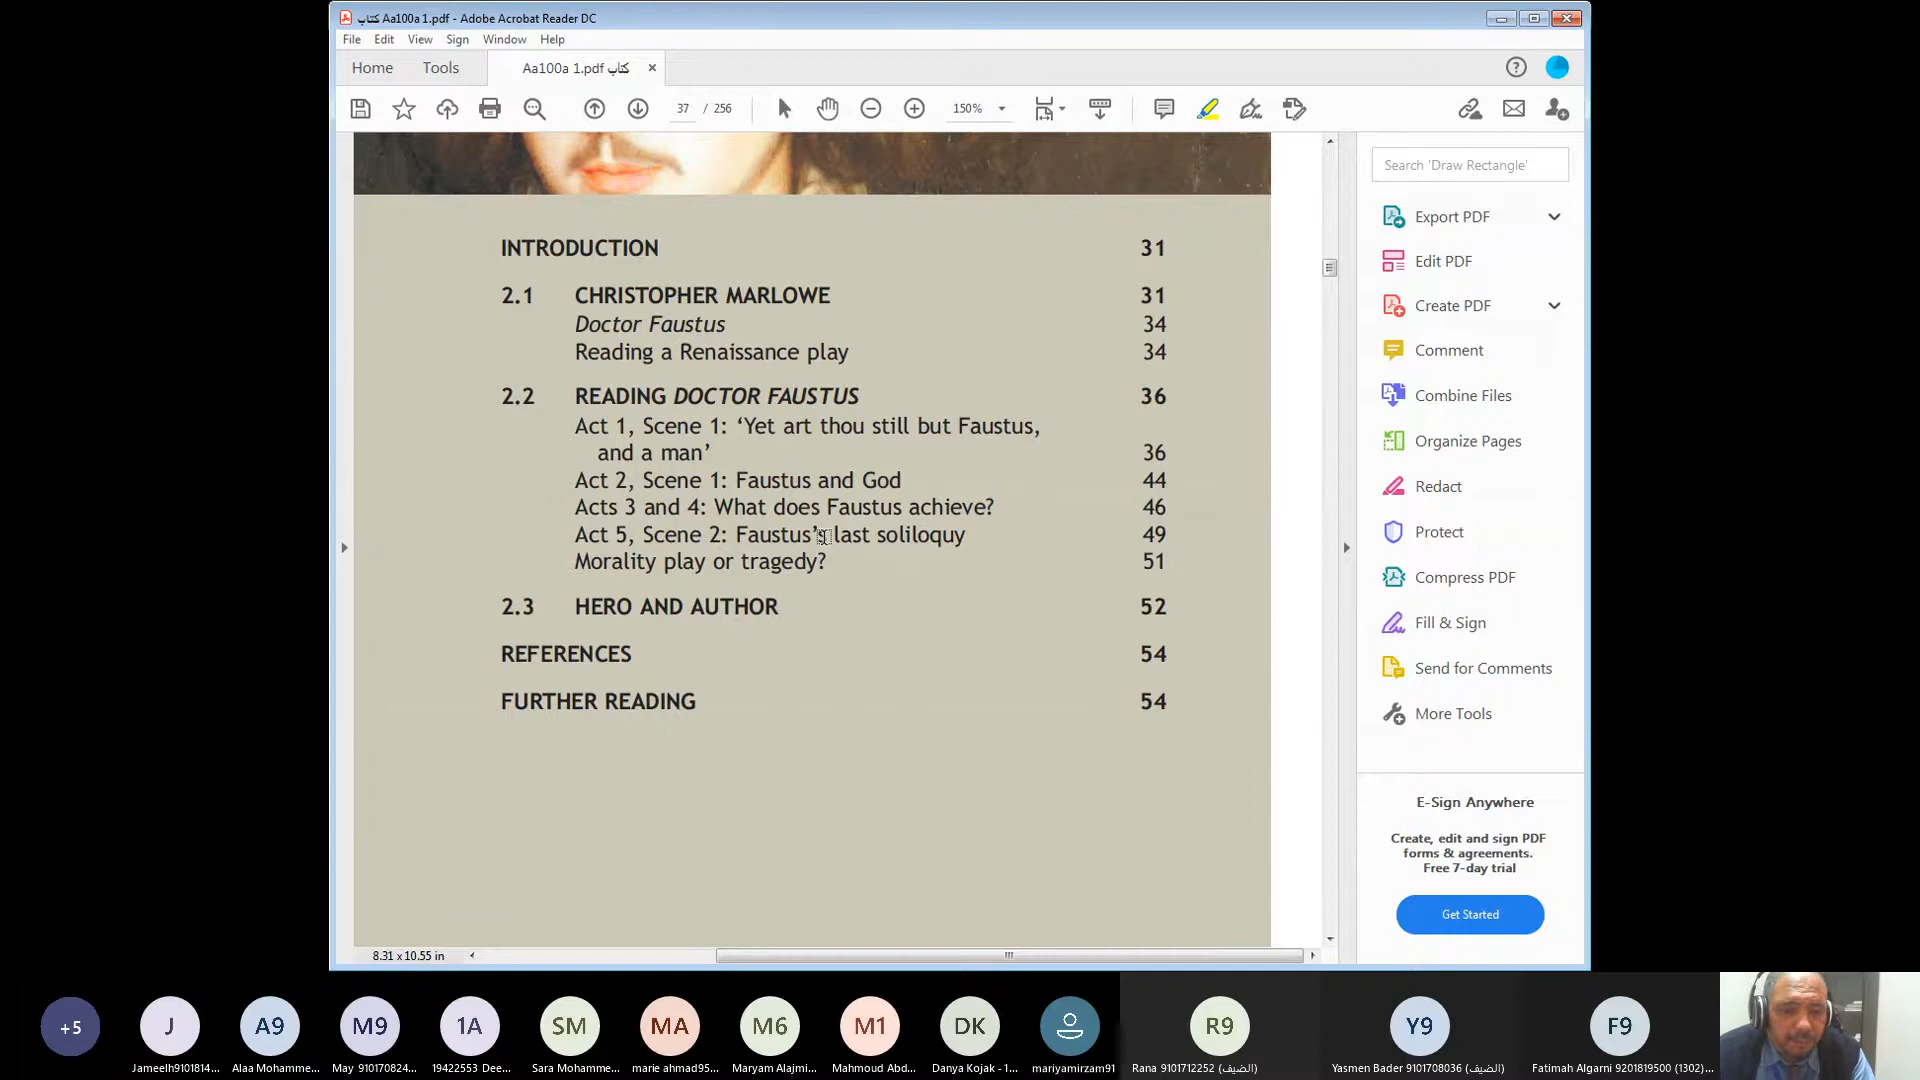 كتاب Aa100a 1.pdf - Adobe Acrobat Reader DC
File Edit View Sign Window Help
Home Tools Aa100a 1.pdf كتاب
37 / 256 150%
Search 'Draw Rectangle'
INTRODUCTION 31
2.1 CHRISTOPHER MARLOWE 31
Doctor Faustus 34
Reading a Renaissance play 34
2.2 READING DOCTOR FAUSTUS 36
Act 1, Scene 1: ‘Yet art thou still but Faustus,
and a man’ 36
Act 2, Scene 1: Faustus and God 44
Acts 3 and 4: What does Faustus achieve? 46
Act 5, Scene 2: Faustus’s last soliloquy 49
Morality play or tragedy? 51
2.3 HERO AND AUTHOR 52
REFERENCES 54
FURTHER READING 54
Export PDF
Edit PDF
Create PDF
Comment
Combine Files
Organize Pages
Redact
Protect
Compress PDF
Fill & Sign
Send for Comments
More Tools
E-Sign Anywhere
Create, edit and sign PDF
forms & agreements.
Free 7-day trial
Get Started
8.31 x 10.55 in
+5 J A9 M9 1A SM MA M6 M1 DK R9 Y9 F9
Jameelh9101814... Alaa Mohamme... May 910170824... 19422553 Dee... Sara Mohamme... marie ahmad95... Maryam Alajmi... Mahmoud Abd... Danya Kojak - 1... mariyamirzam91 Rana 9101712252 (الضيف) Yasmen Bader 9101708036 (الضيف) Fatimah Algarni 9201819500 (1302)...